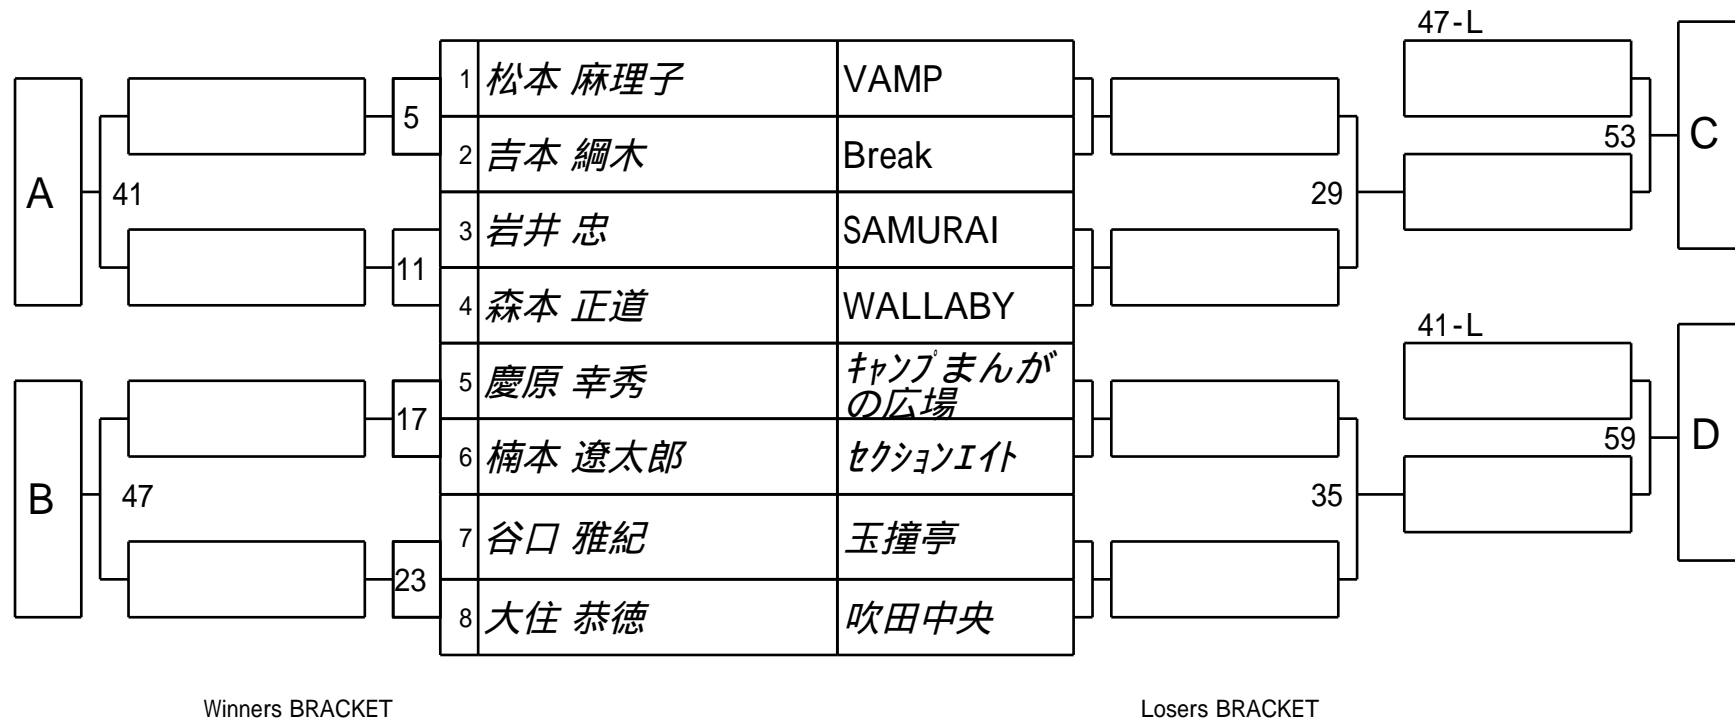 47-L
1 松本 麻理子 VAMP
5
53 C
2 吉本 綱木 Break
A 41
29
3 岩井 忠 SAMURAI
11
4 森本 正道 WALLABY
41-L
5 慶原 幸秀 ｷｬﾝﾌﾟまんが
の広場
17
59 D
6 楠本 遼太郎 ｾｸｼｮﾝｴｲﾄ
B 47
35
7 谷口 雅紀 玉撞亭
23
8 大住 恭徳 吹田中央
Winners BRACKET
Losers BRACKET